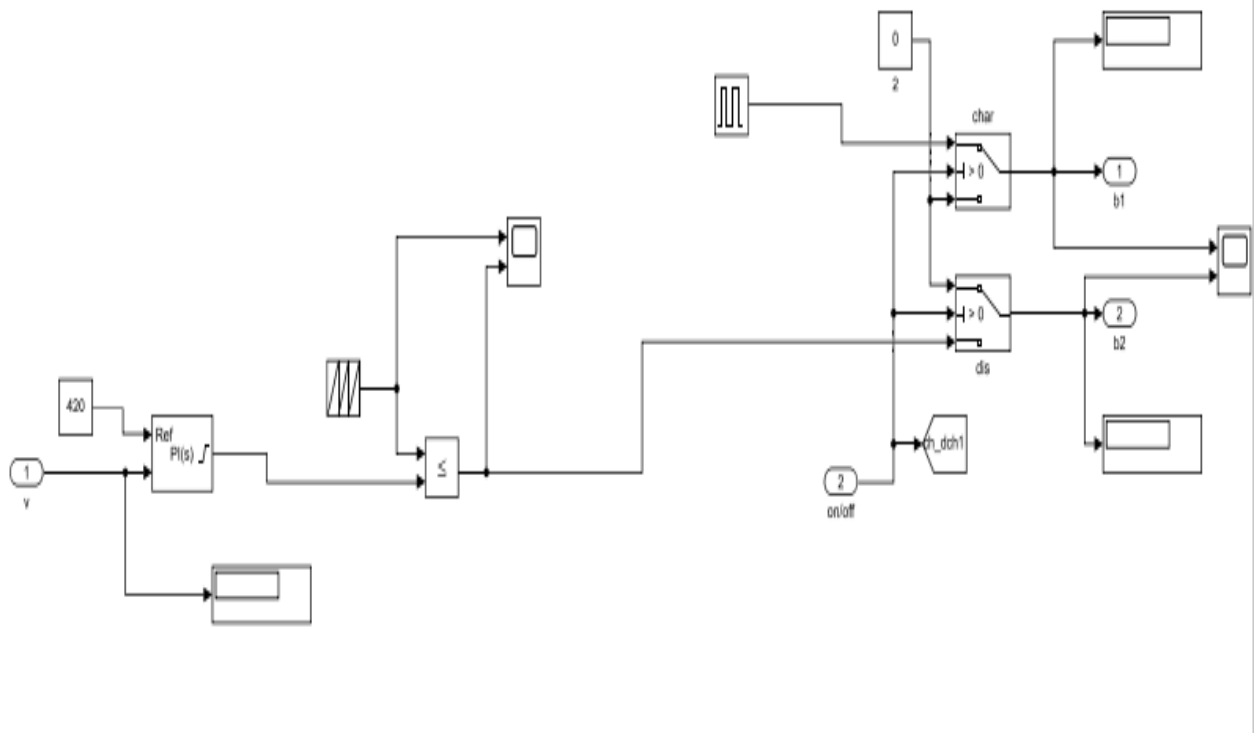 0
2
char
> 0
1
b1
> 0
2
b2
dis
420
Ref
PI(s)
≤
1
v
ch_dch1
2
on/off